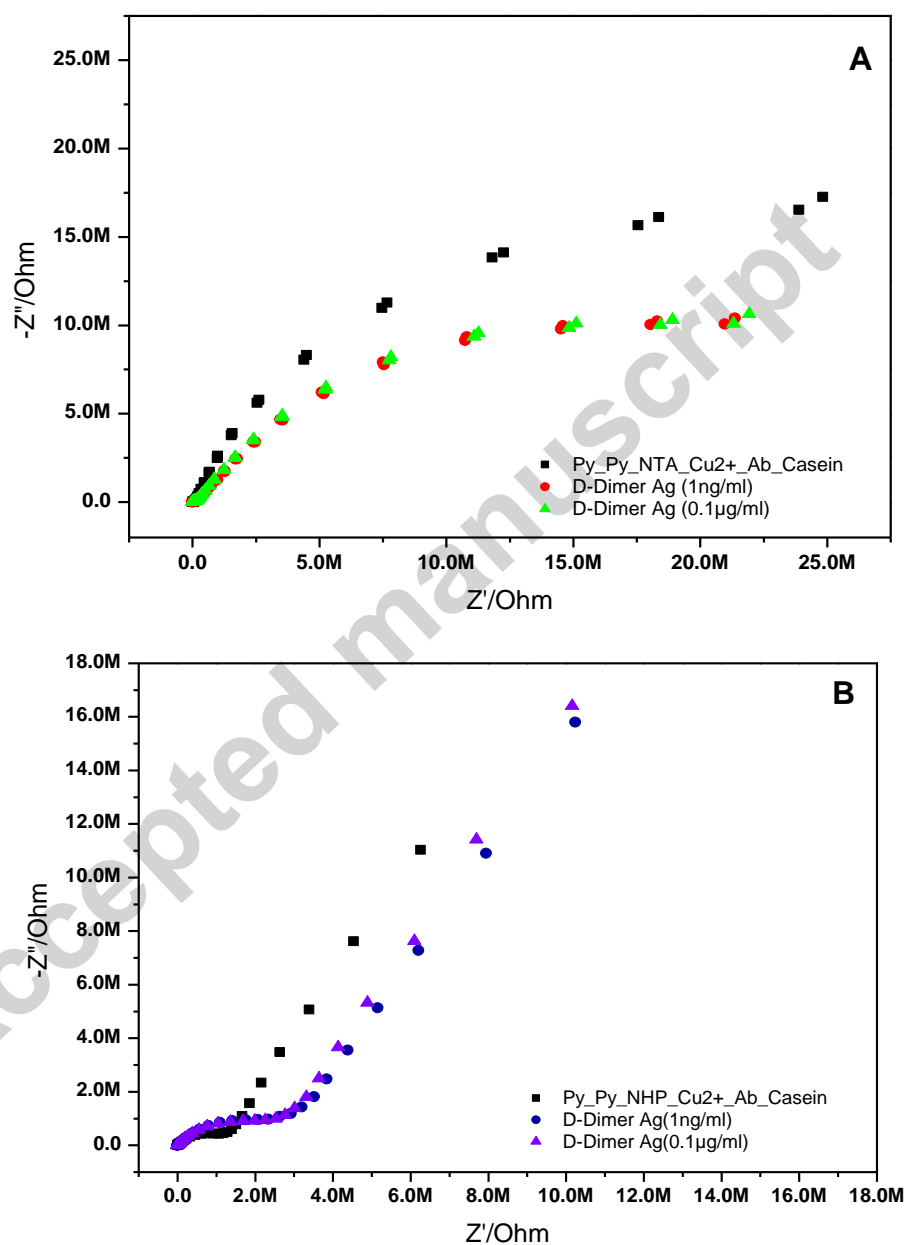 A
25.0M
20.0M
15.0M
10.0M
5.0M
0.0
-Z"/Ohm
Py_Py_NTA_Cu2+_Ab_Casein
D-Dimer Ag (1ng/ml)
D-Dimer Ag (0.1µg/ml)
0.0 5.0M 10.0M 15.0M 20.0M 25.0M
Z'/Ohm
B
18.0M
16.0M
14.0M
12.0M
10.0M
8.0M
6.0M
4.0M
2.0M
0.0
-Z"/Ohm
Py_Py_NHP_Cu2+_Ab_Casein
D-Dimer Ag(1ng/ml)
D-Dimer Ag(0.1µg/ml)
0.0 2.0M 4.0M 6.0M 8.0M 10.0M 12.0M 14.0M 16.0M 18.0M
Z'/Ohm
Accepted manuscript